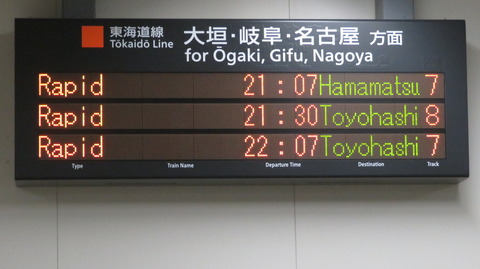 東海道線 大垣・岐阜・名古屋 方面
Tōkaidō Line for Ōgaki, Gifu, Nagoya
Rapid 21:07 Hamamatsu 7
Rapid 21:30 Toyohashi 8
Rapid 22:07 Toyohashi 7
Type Train Name Departure Time Destination Track